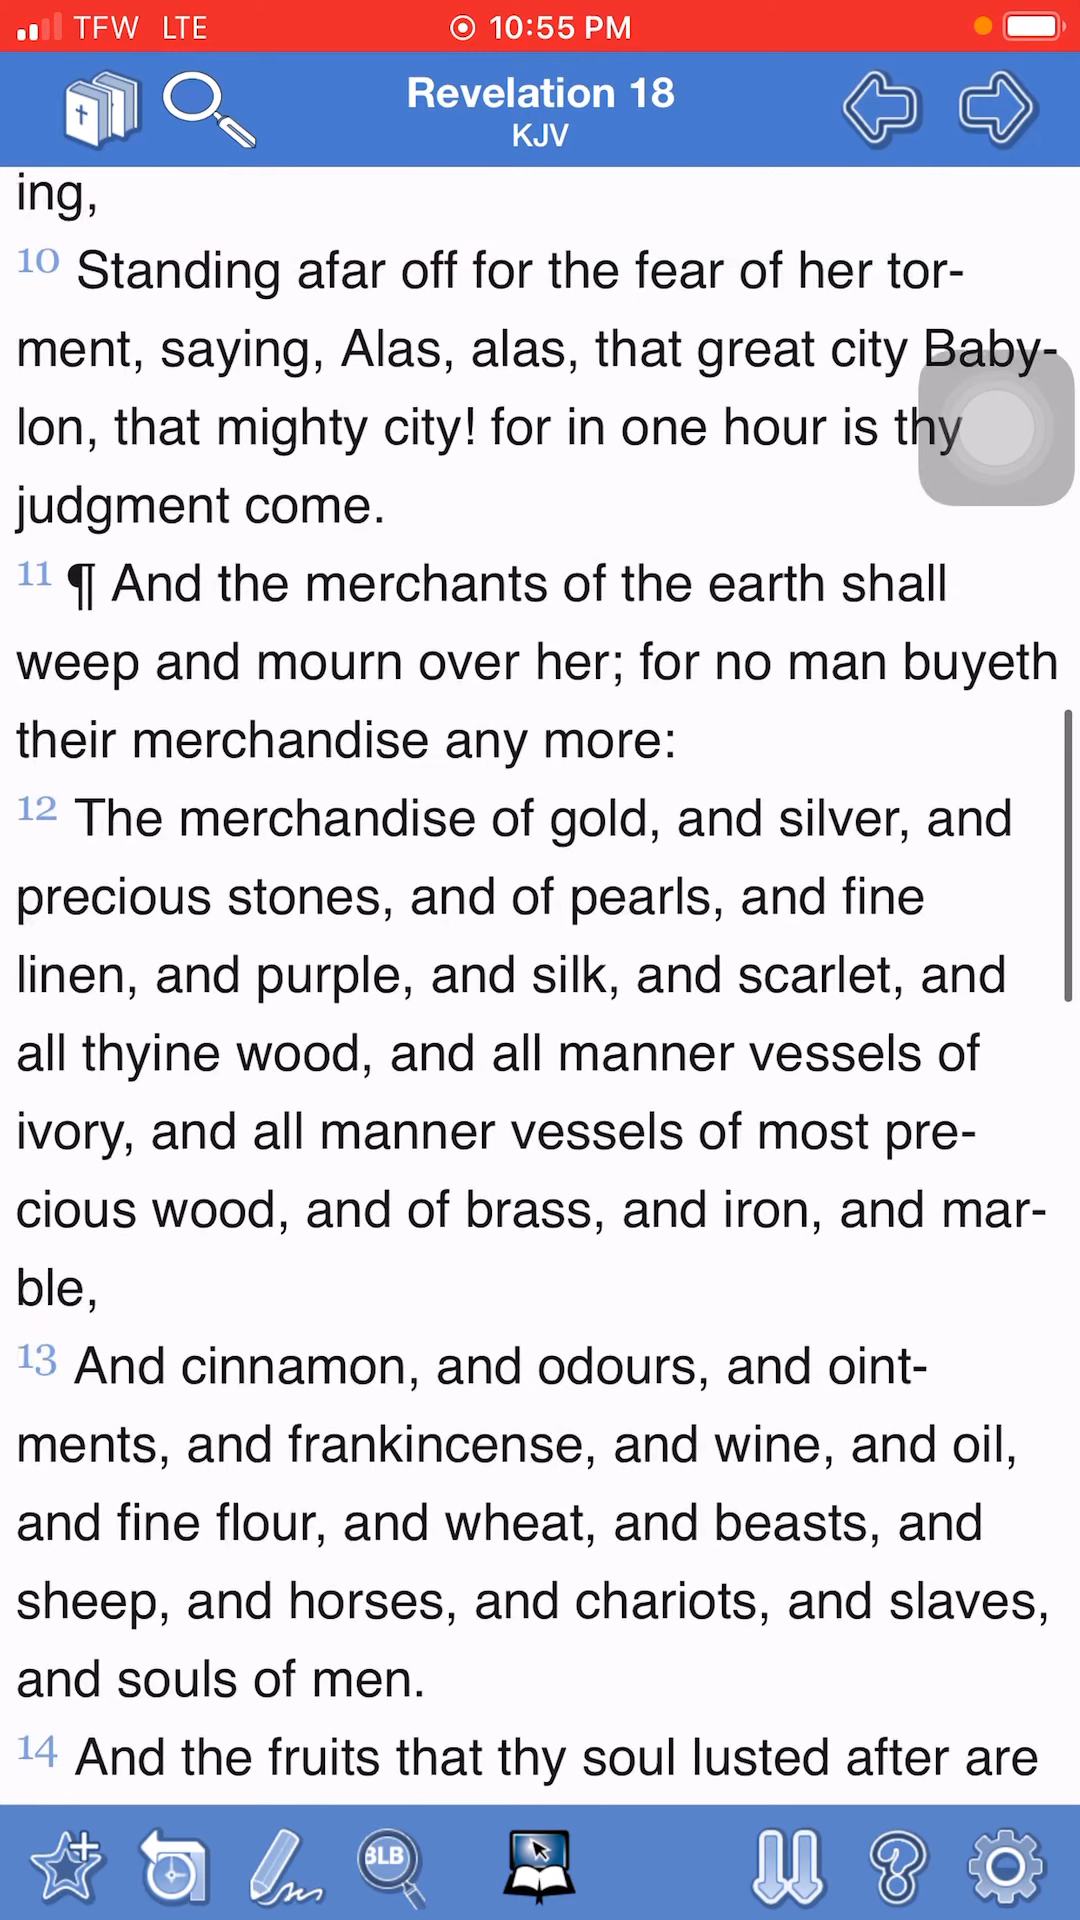 TFW LTE 10:55 PM
Revelation 18
KJV
ing,
10 Standing afar off for the fear of her tor-
ment, saying, Alas, alas, that great city Baby-
lon, that mighty city! for in one hour is thy
judgment come.
11 ¶ And the merchants of the earth shall
weep and mourn over her; for no man buyeth
their merchandise any more:
12 The merchandise of gold, and silver, and
precious stones, and of pearls, and fine
linen, and purple, and silk, and scarlet, and
all thyine wood, and all manner vessels of
ivory, and all manner vessels of most pre-
cious wood, and of brass, and iron, and mar-
ble,
13 And cinnamon, and odours, and oint-
ments, and frankincense, and wine, and oil,
and fine flour, and wheat, and beasts, and
sheep, and horses, and chariots, and slaves,
and souls of men.
14 And the fruits that thy soul lusted after are
BLB